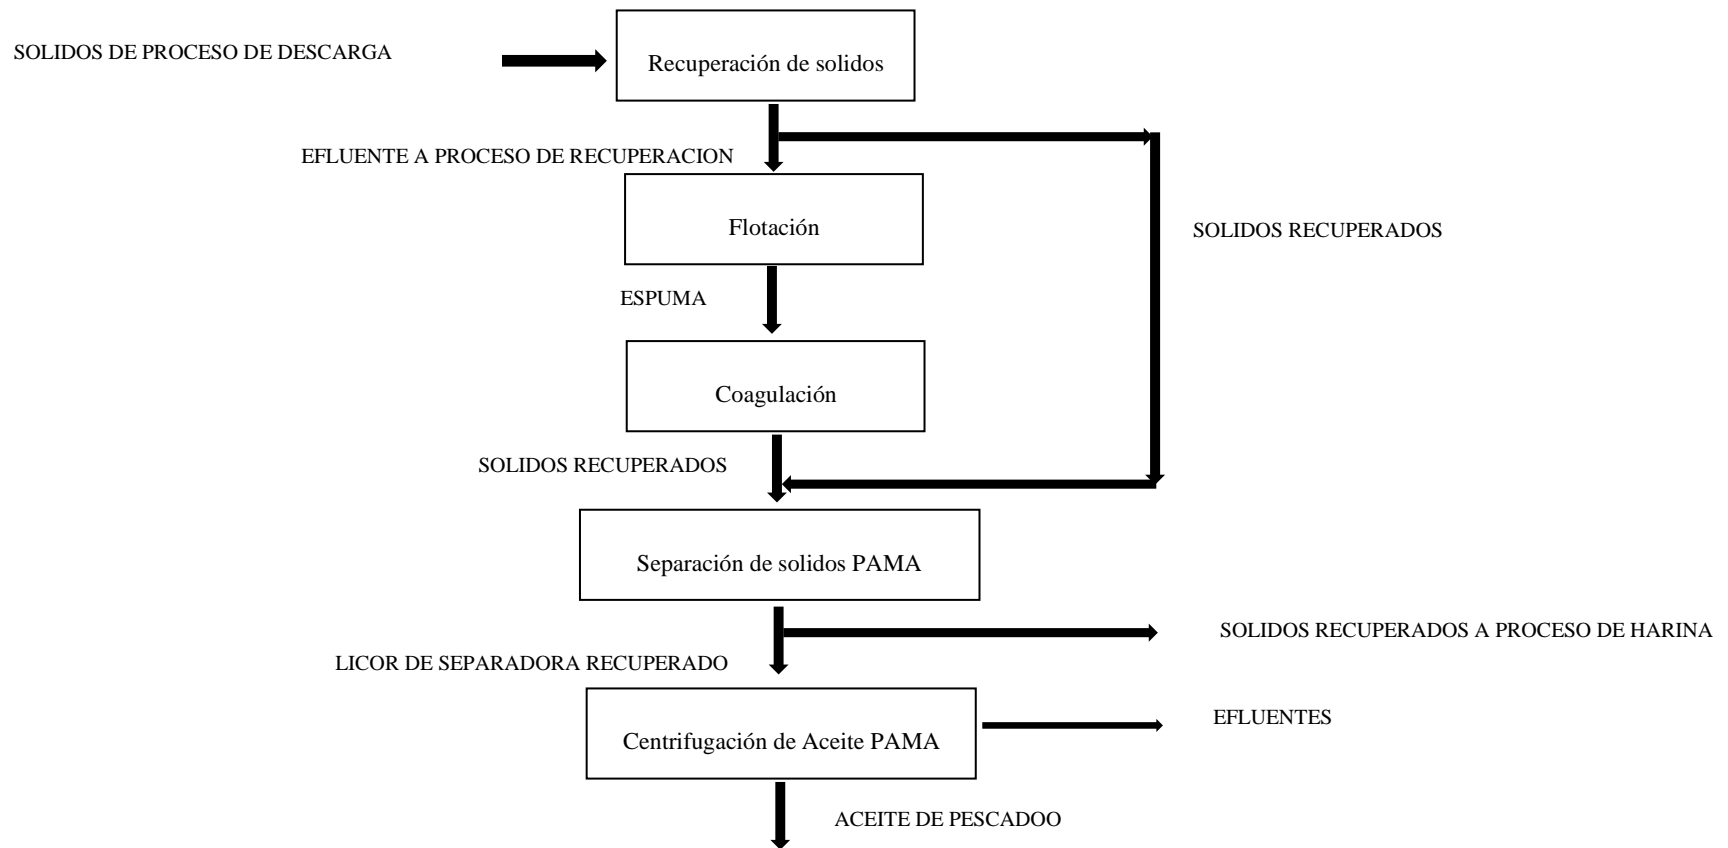 SOLIDOS DE PROCESO DE DESCARGA
Recuperación de solidos
EFLUENTE A PROCESO DE RECUPERACION
Flotación
SOLIDOS RECUPERADOS
ESPUMA
Coagulación
SOLIDOS RECUPERADOS
Separación de solidos PAMA
SOLIDOS RECUPERADOS A PROCESO DE HARINA
LICOR DE SEPARADORA RECUPERADO
EFLUENTES
Centrifugación de Aceite PAMA
ACEITE DE PESCADOO